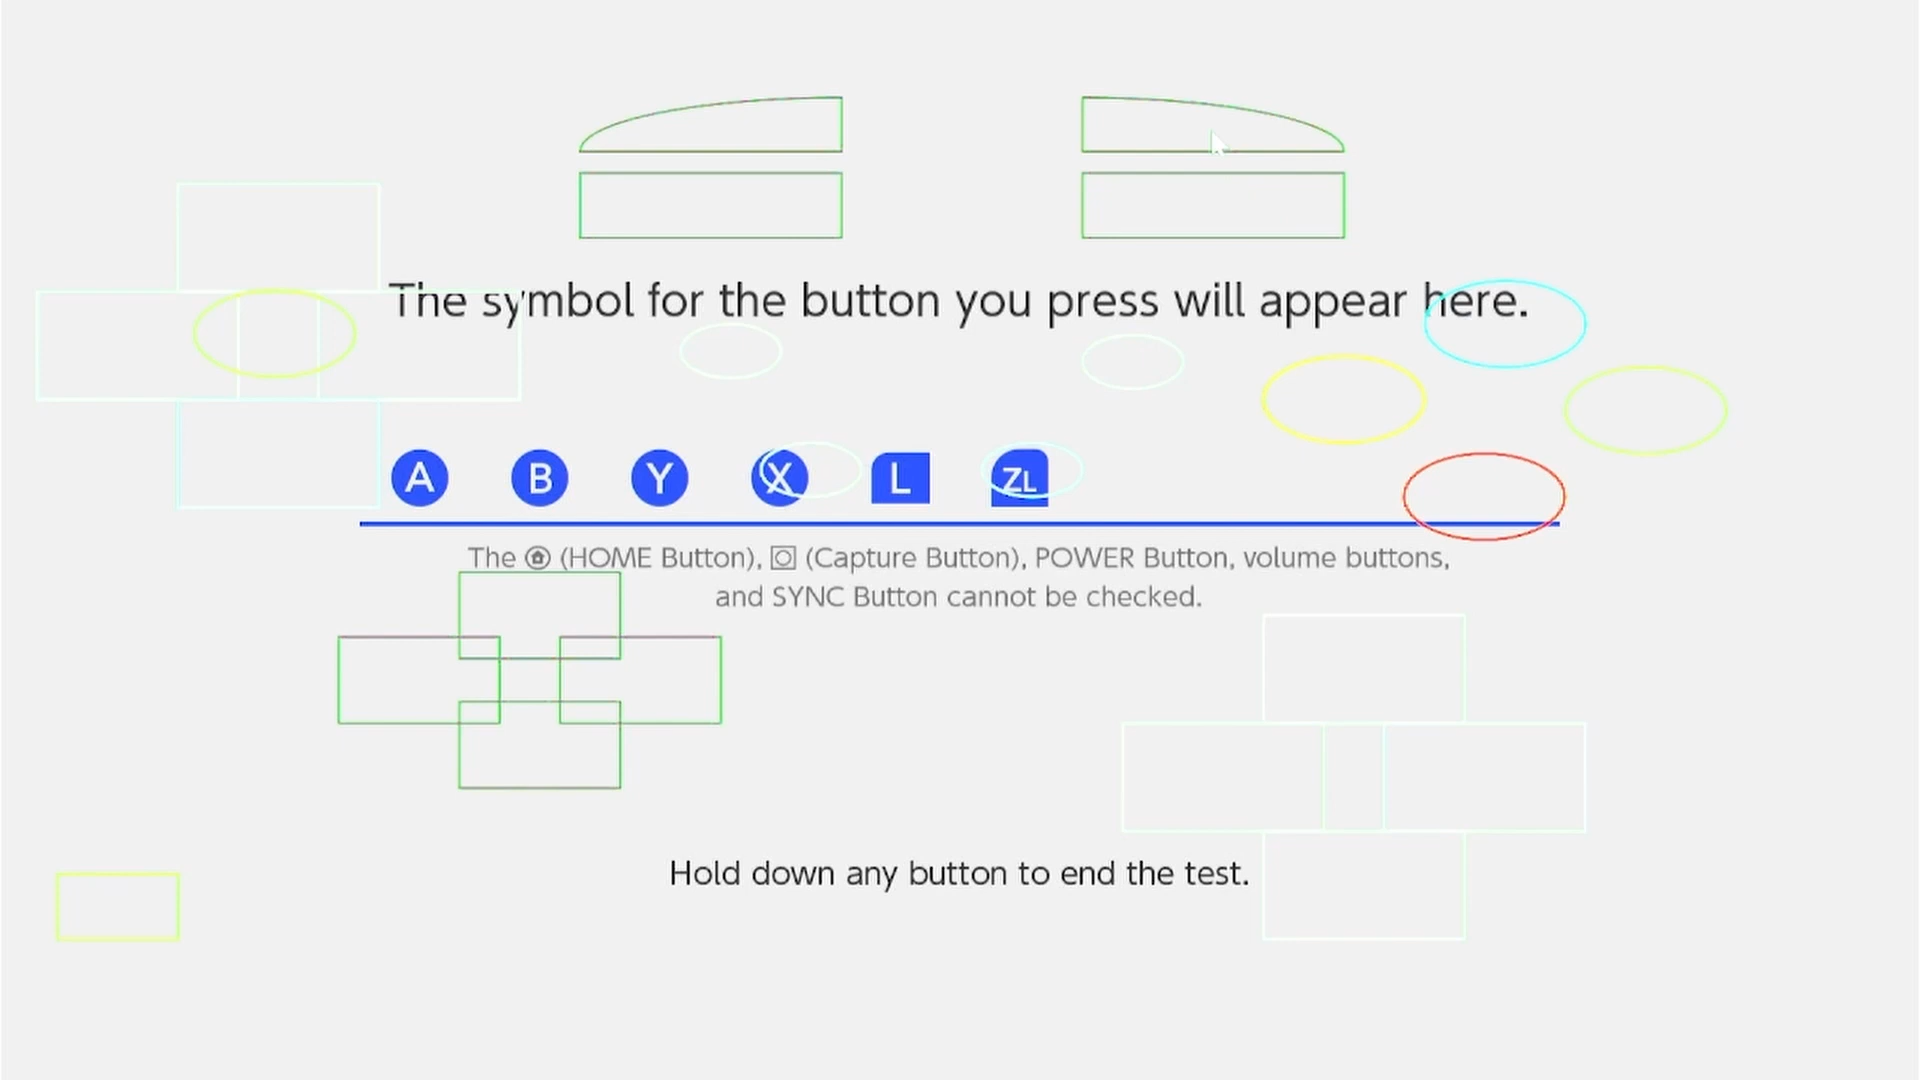 The symbol for the button you press will appear here.
A B Y X L ZL
The (HOME Button), (Capture Button), POWER Button, volume buttons,
and SYNC Button cannot be checked.
Hold down any button to end the test.